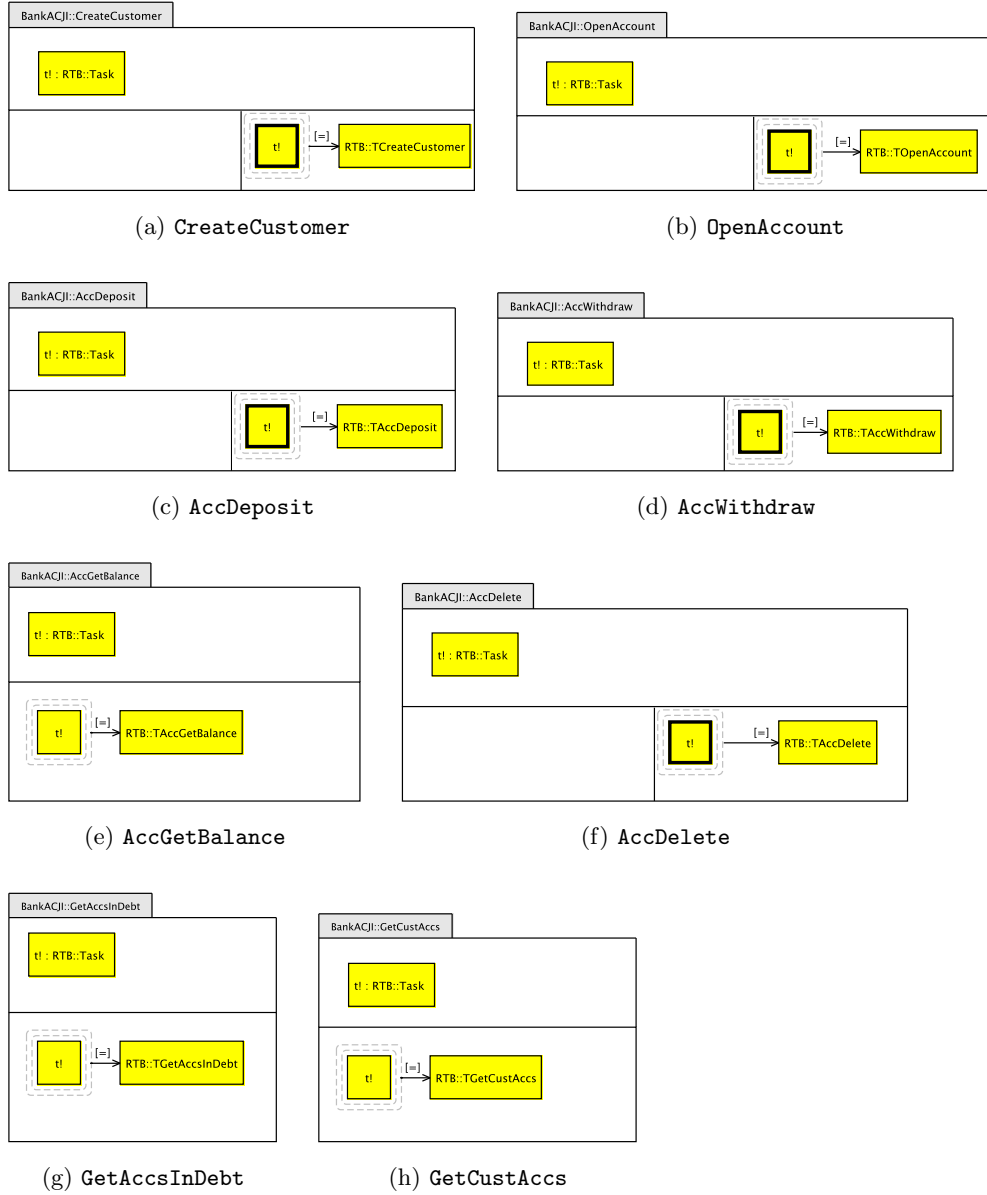 BankACJI::CreateCustomer
t! : RTB::Task
t!
[=]
RTB::TCreateCustomer
(a) CreateCustomer
BankACJI::OpenAccount
t! : RTB::Task
t!
[=]
RTB::TOpenAccount
(b) OpenAccount
BankACJI::AccDeposit
t! : RTB::Task
t!
[=]
RTB::TAccDeposit
(c) AccDeposit
BankACJI::AccWithdraw
t! : RTB::Task
t!
[=]
RTB::TAccWithdraw
(d) AccWithdraw
BankACJI::AccGetBalance
t! : RTB::Task
t!
[=]
RTB::TAccGetBalance
(e) AccGetBalance
BankACJI::AccDelete
t! : RTB::Task
t!
[=]
RTB::TAccDelete
(f) AccDelete
BankACJI::GetAccsInDebt
t! : RTB::Task
t!
[=]
RTB::TGetAccsInDebt
(g) GetAccsInDebt
BankACJI::GetCustAccs
t! : RTB::Task
t!
[=]
RTB::TGetCustAccs
(h) GetCustAccs